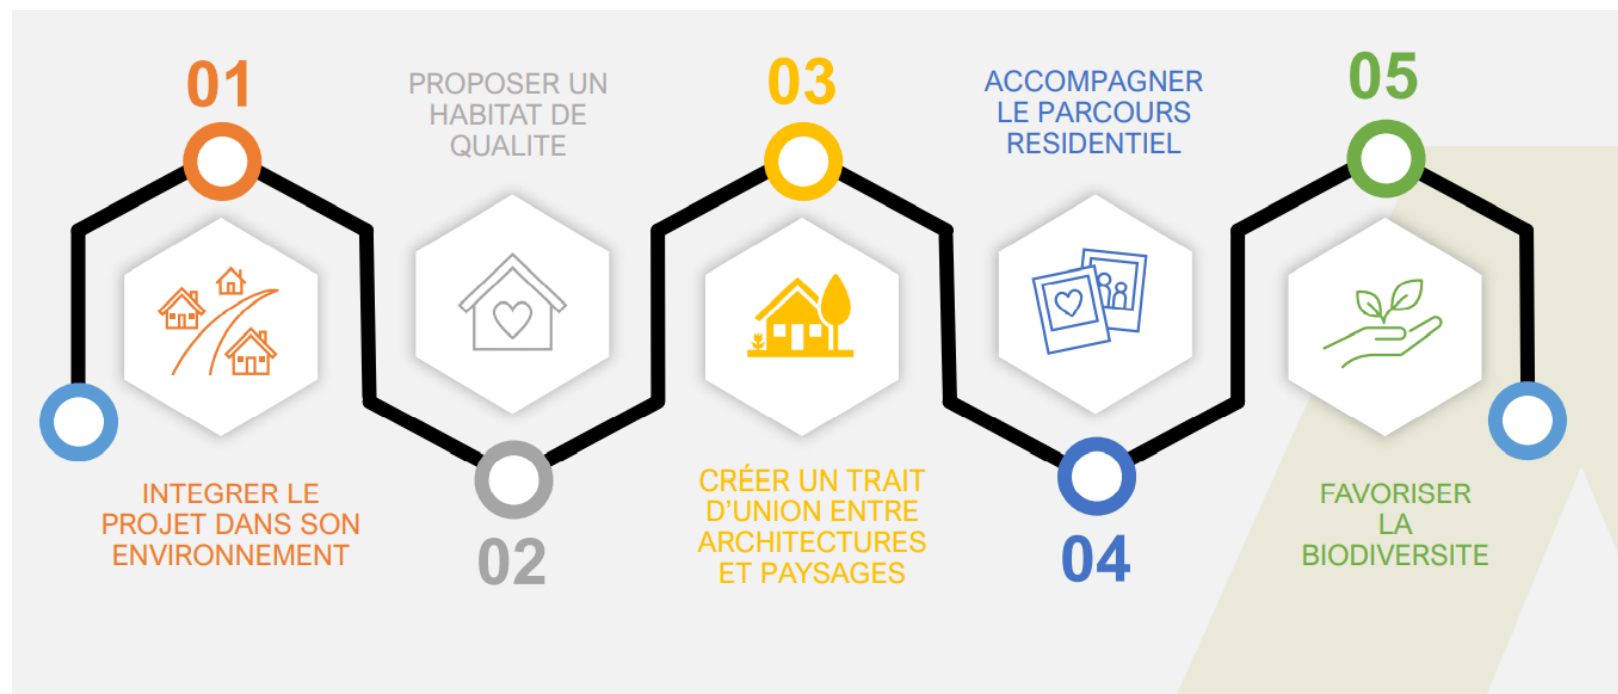 01
INTEGRER LE
PROJET DANS SON
ENVIRONNEMENT
PROPOSER UN
HABITAT DE
QUALITE
02
03
CRÉER UN TRAIT
D’UNION ENTRE
ARCHITECTURES
ET PAYSAGES
ACCOMPAGNER
LE PARCOURS
RESIDENTIEL
04
05
FAVORISER
LA
BIODIVERSITE